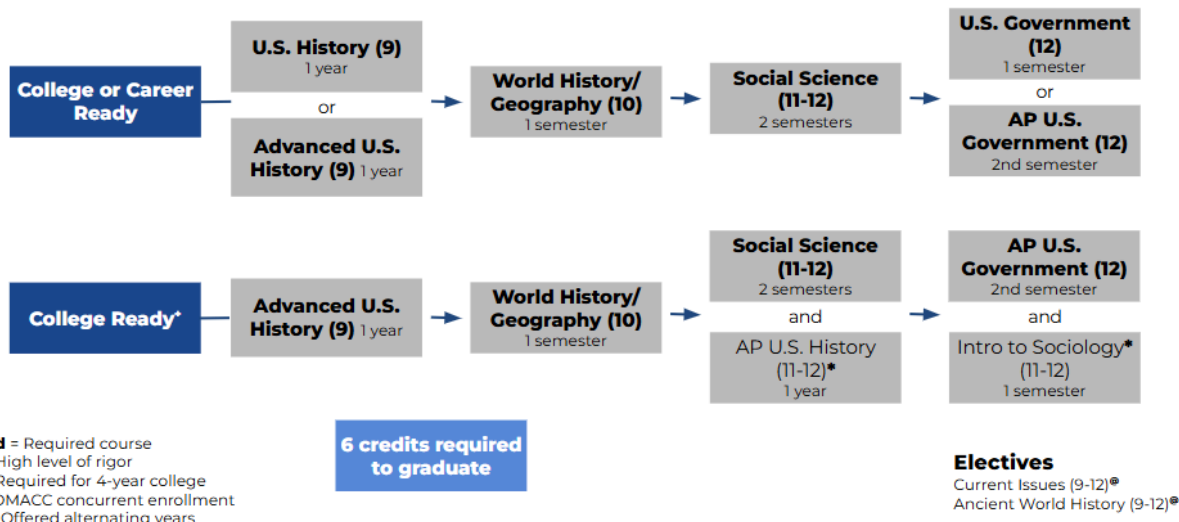 College or Career
Ready
U.S. History (9)
1 year
or
Advanced U.S.
History (9) 1 year
World History/
Geography (10)
1 semester
Social Science
(11-12)
2 semesters
U.S. Government
(12)
1 semester
or
AP U.S.
Government (12)
2nd semester
College Ready⁺
Advanced U.S.
History (9) 1 year
World History/
Geography (10)
1 semester
Social Science
(11-12)
2 semesters
and
AP U.S. History
(11-12)*
1 year
AP U.S.
Government (12)
2nd semester
and
Intro to Sociology*
(11-12)
1 semester
= Required course
High level of rigor
Required for 4-year college
DMACC concurrent enrollment
Offered alternating years
6 credits required
to graduate
Electives
Current Issues (9-12)@
Ancient World History (9-12)@